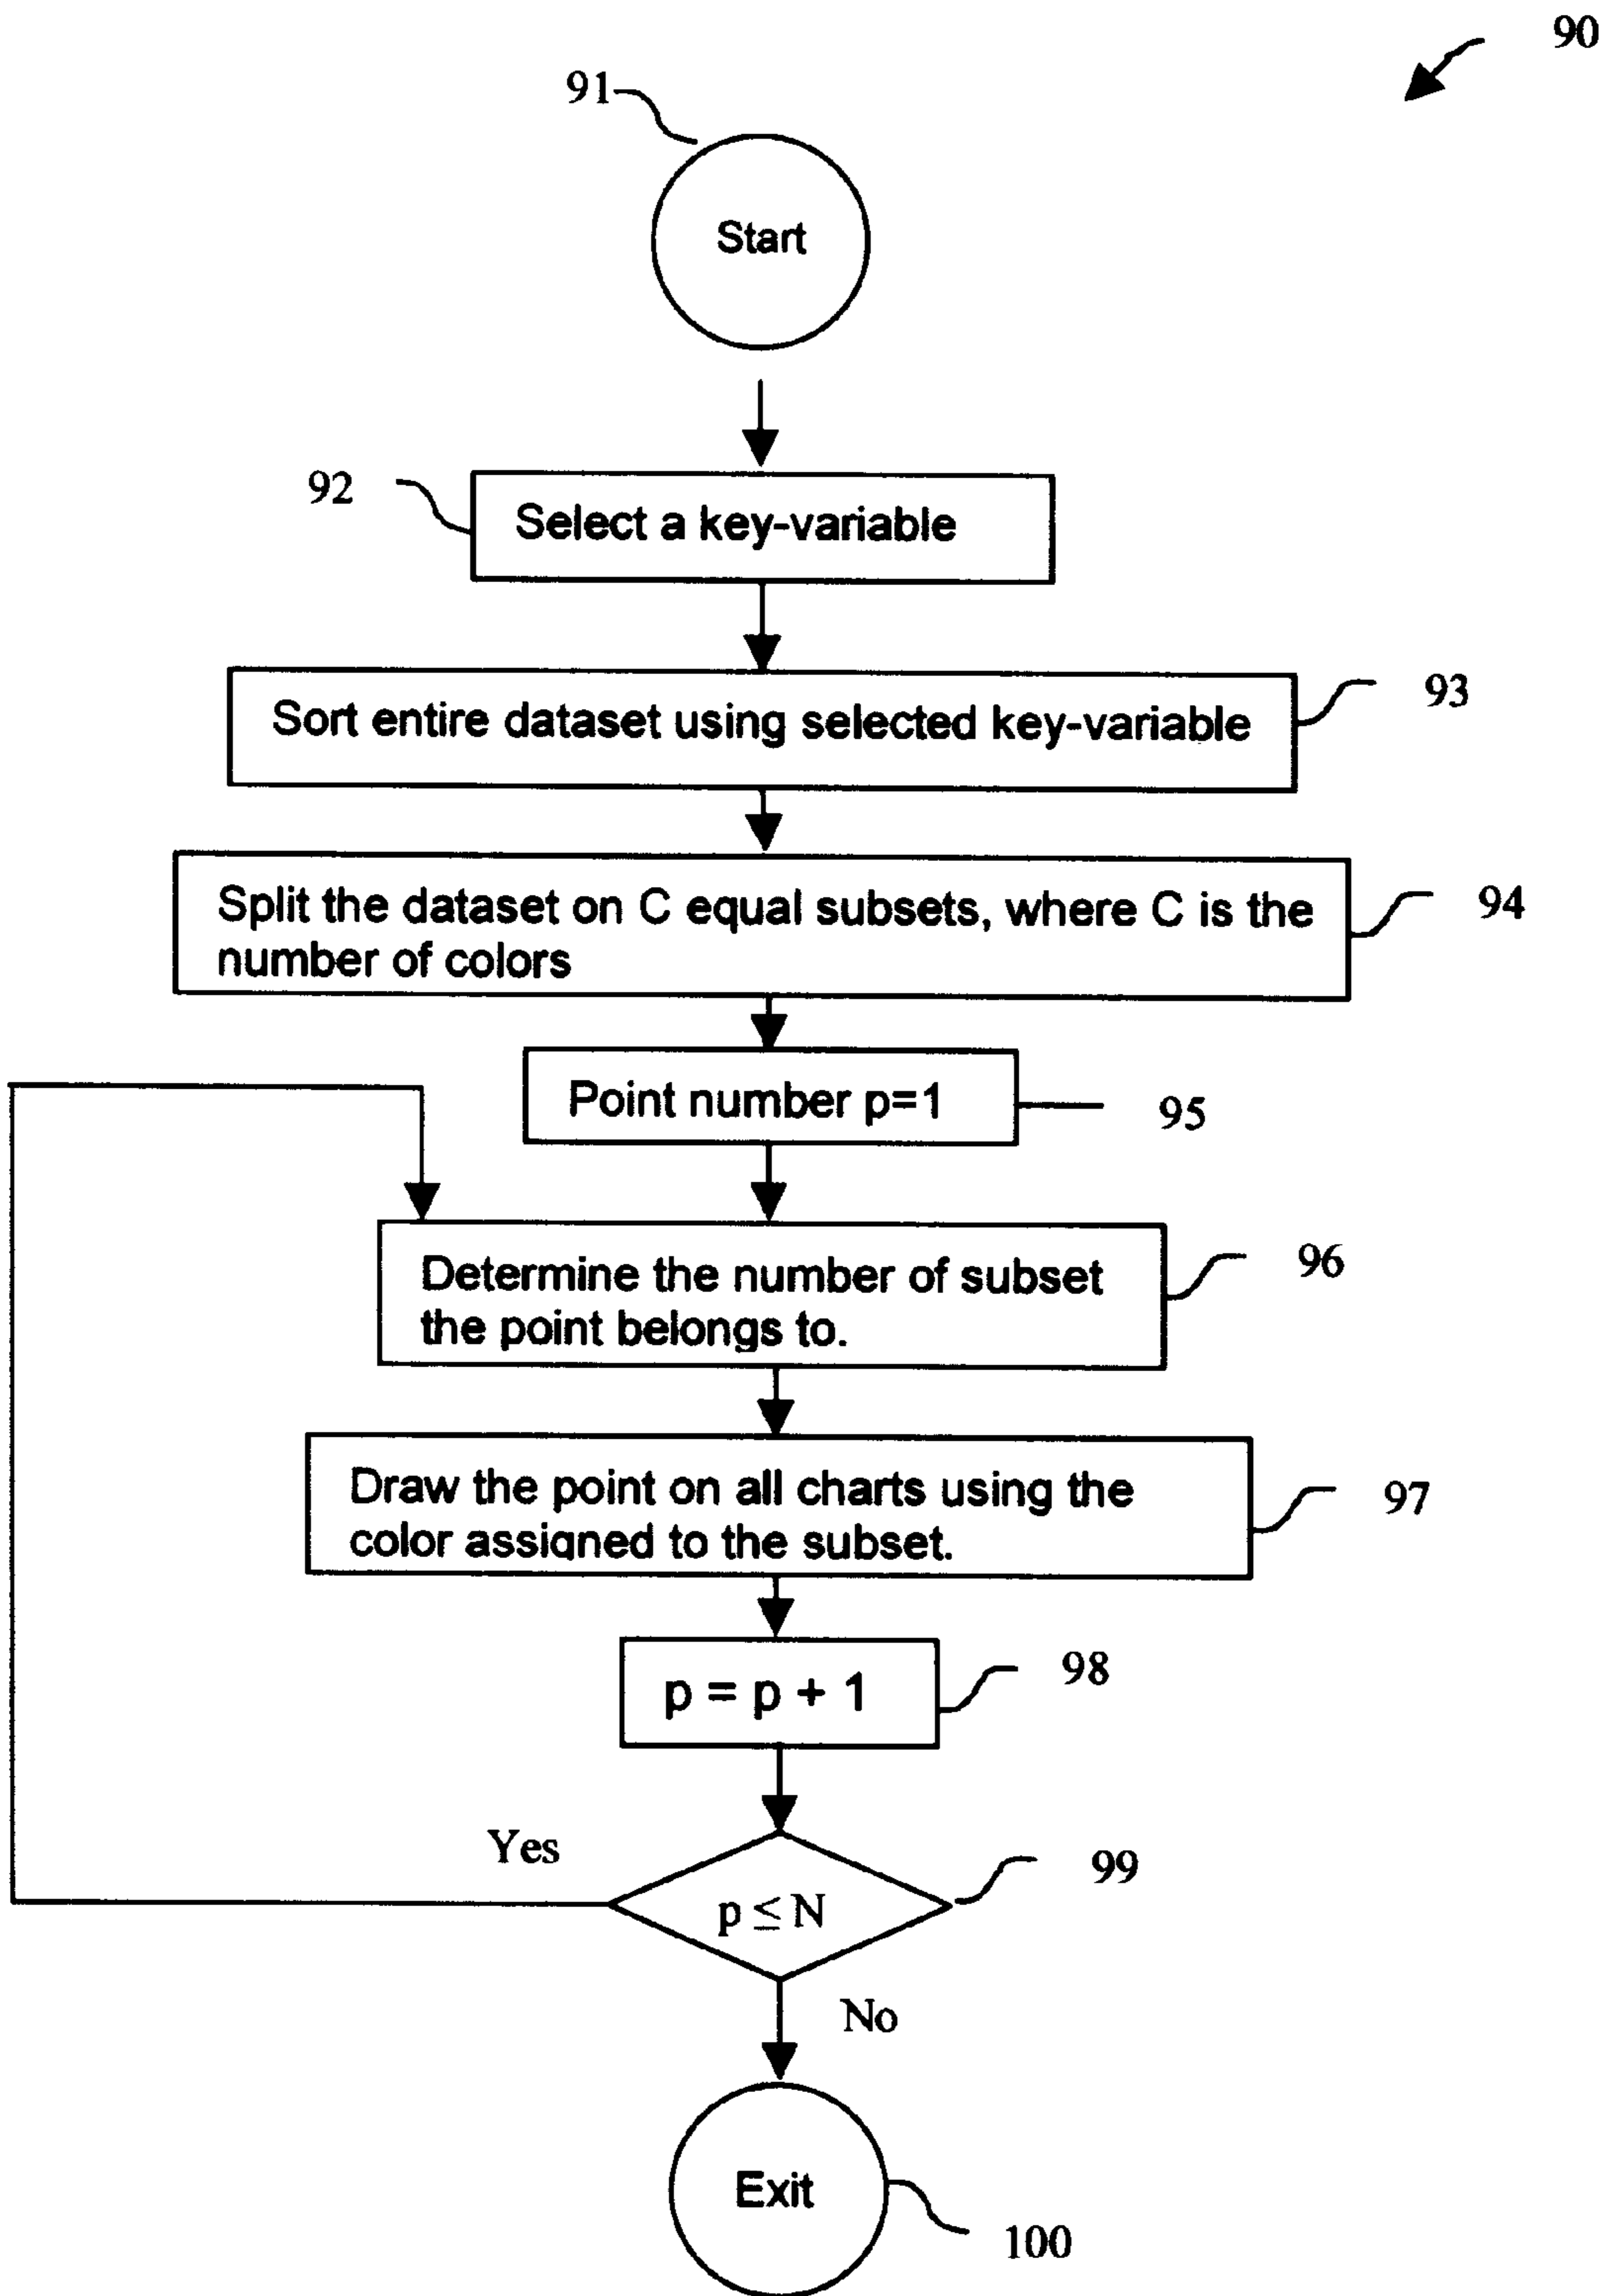 90
91
Start
92
Select a key-variable
93
Sort entire dataset using selected key-variable
94
Split the dataset on C equal subsets, where C is the
number of colors
Point number p=1
95
96
Determine the number of subset
the point belongs to.
97
Draw the point on all charts using the
color assigned to the subset.
98
p = p + 1
Yes
99
p ≤ N
No
Exit
100